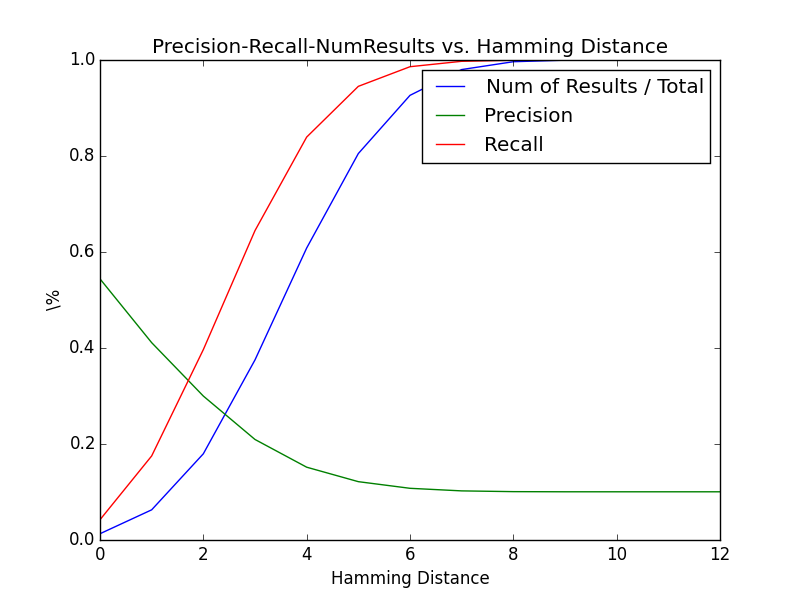 Precision-Recall-NumResults vs. Hamming Distance
1.0
0.8
0.6
0.4
0.2
0.0
\%
Num of Results / Total
Precision
Recall
0 2 4 6 8 10 12
Hamming Distance